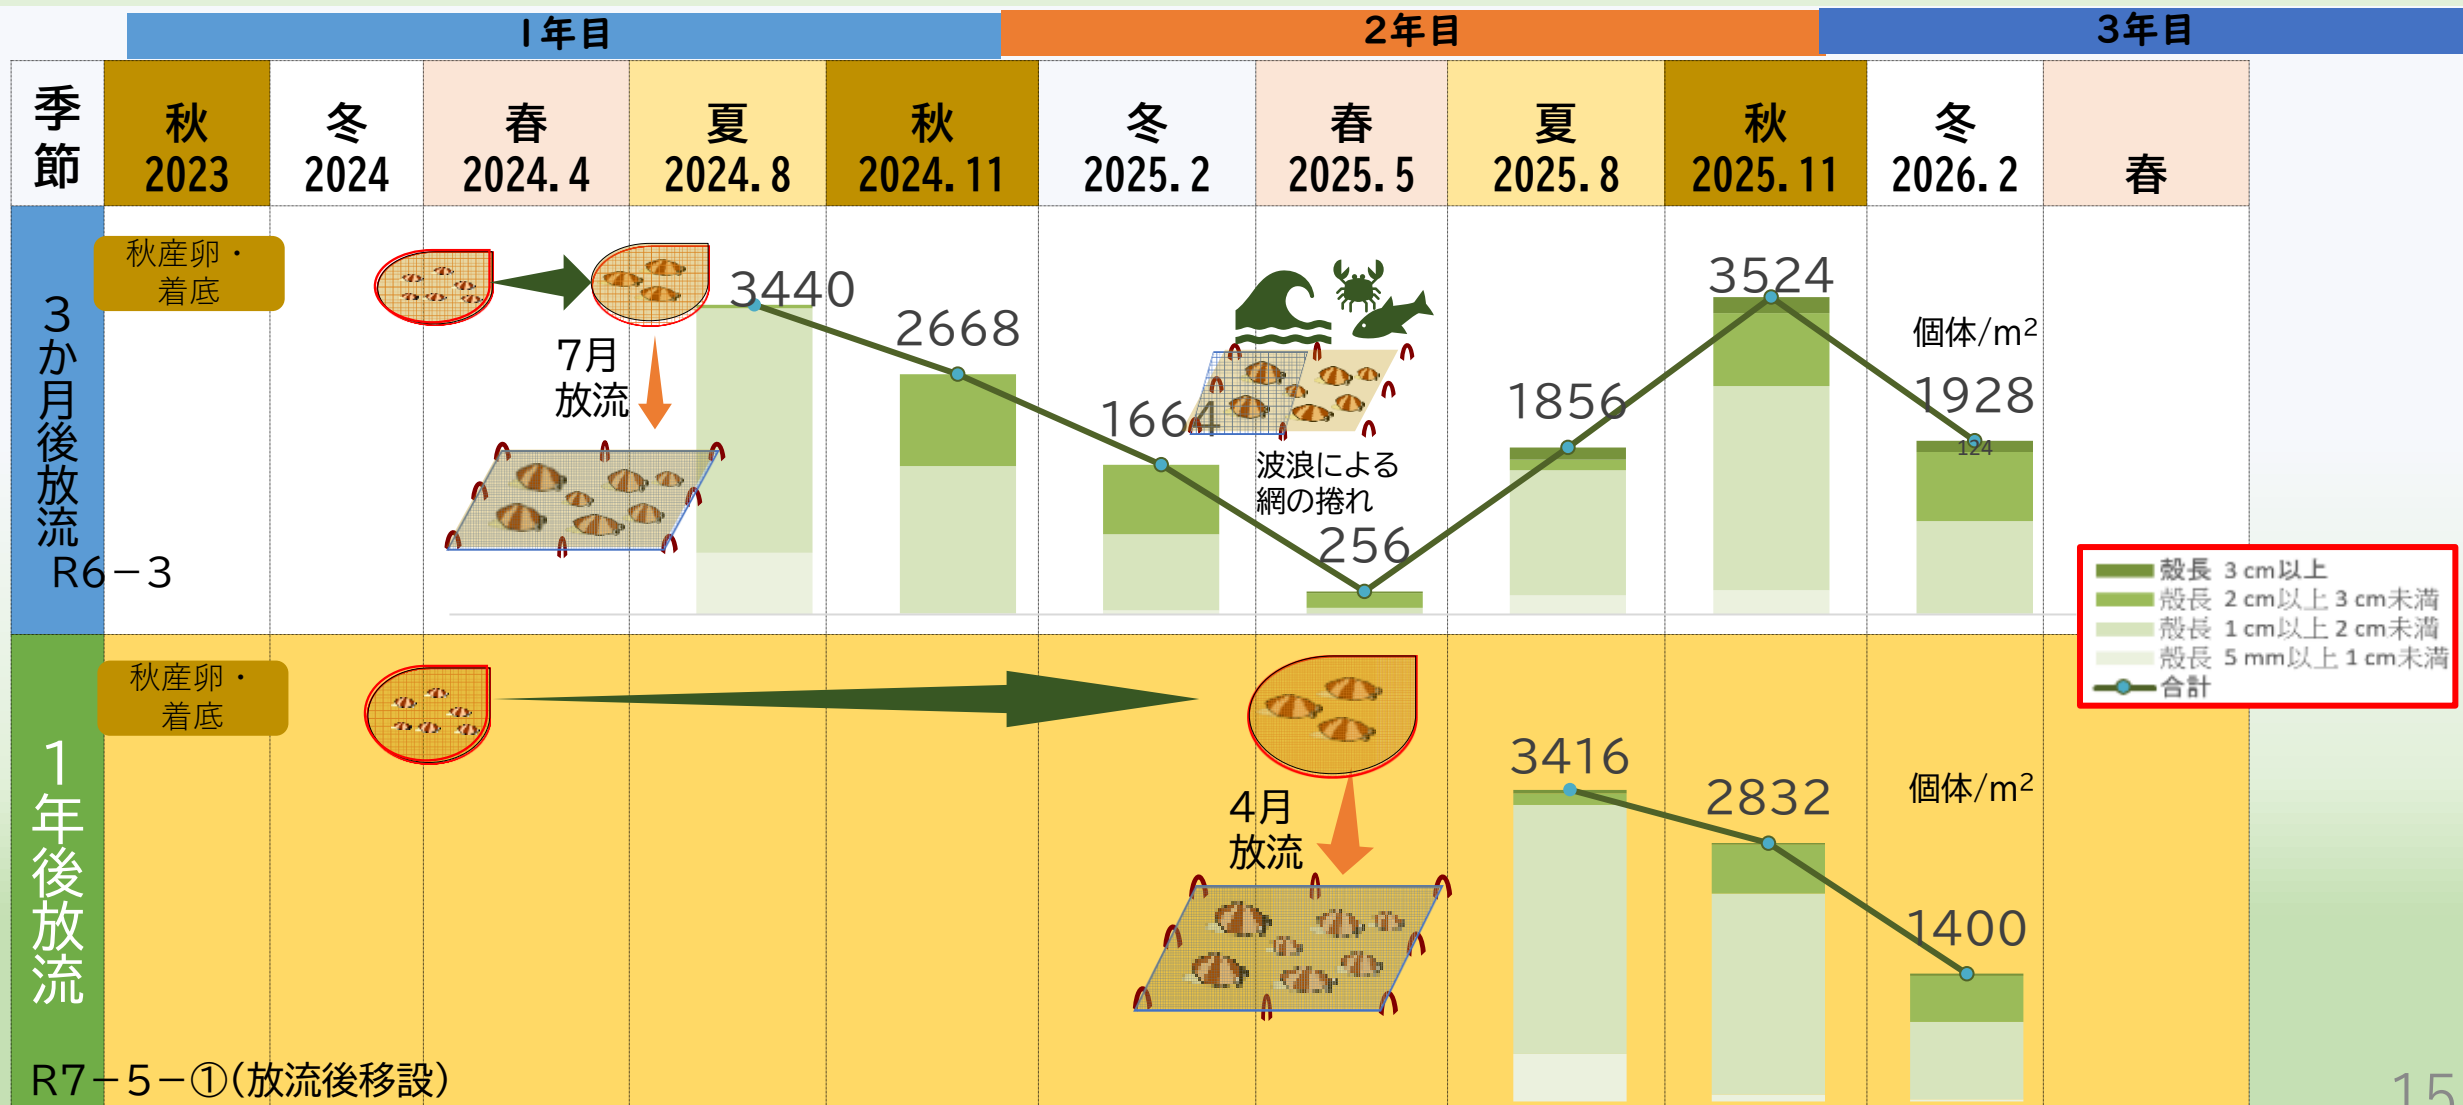 1年目
2年目
3年目
季節
秋
2023
冬
2024
春
2024.4
夏
2024.8
秋
2024.11
冬
2025.2
春
2025.5
夏
2025.8
秋
2025.11
冬
2026.2
春
3か月後放流
R6－3
秋産卵・
着底
7月
放流
3440
2668
1664
波浪による
網の捲れ
256
1856
3524
個体/m²
1928
124
殻長 3 cm以上
殻長 2 cm以上 3 cm未満
殻長 1 cm以上 2 cm未満
殻長 5 mm以上 1 cm未満
合計
1年後放流
R7－5－①(放流後移設)
秋産卵・
着底
4月
放流
3416
2832
個体/m²
1400
15